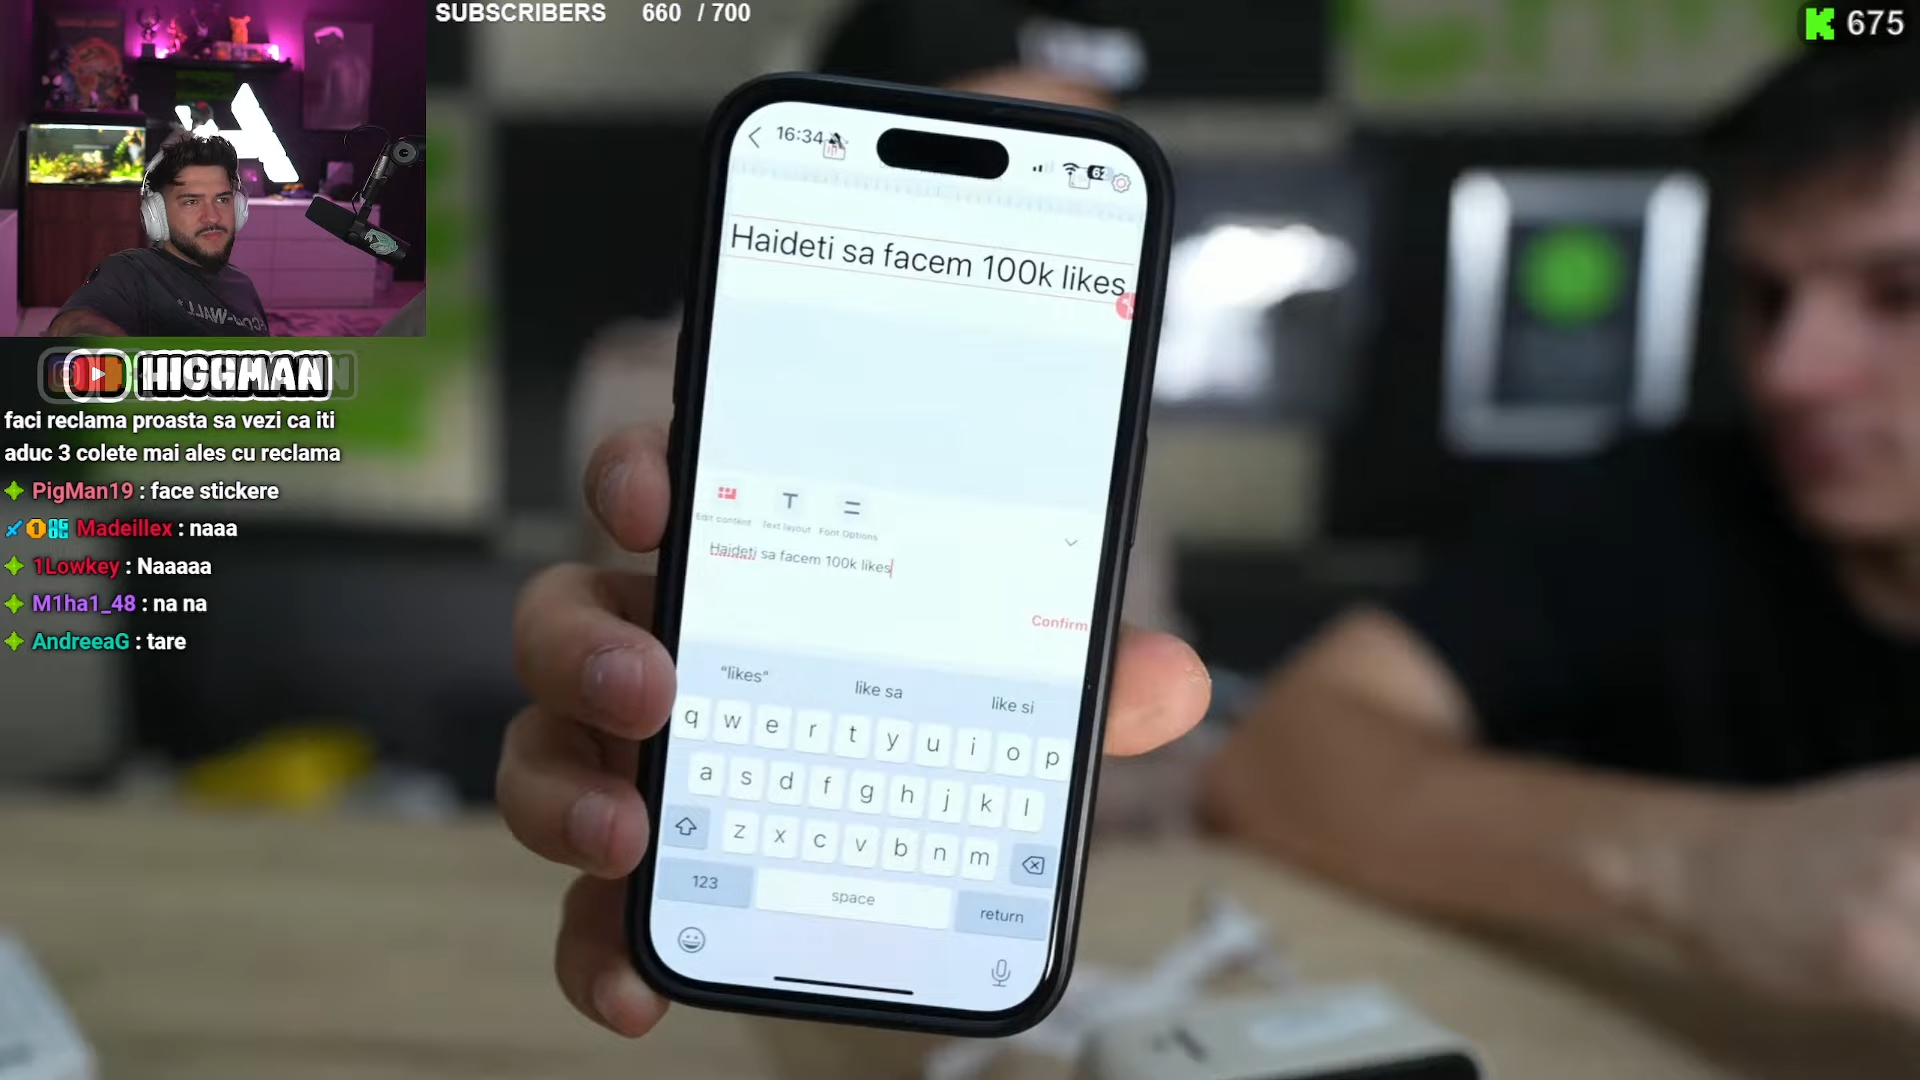 SUBSCRIBERS 660 / 700
675
HIGGMAN
faci reclama proasta sa vezi ca iti
aduc 3 colete mai ales cu reclama
PigMan19 : face stickere
Madeillex : naaa
1Lowkey : Naaaaa
M1ha1_48 : na na
AndreeaG : tare
16:34
62
Haideti sa facem 100k likes
Edit content Text layout Font Options
Haideti sa facem 100k likes
Confirm
"likes" like sa like si
q w e r t y u i o p
a s d f g h j k l
z x c v b n m
123 space return